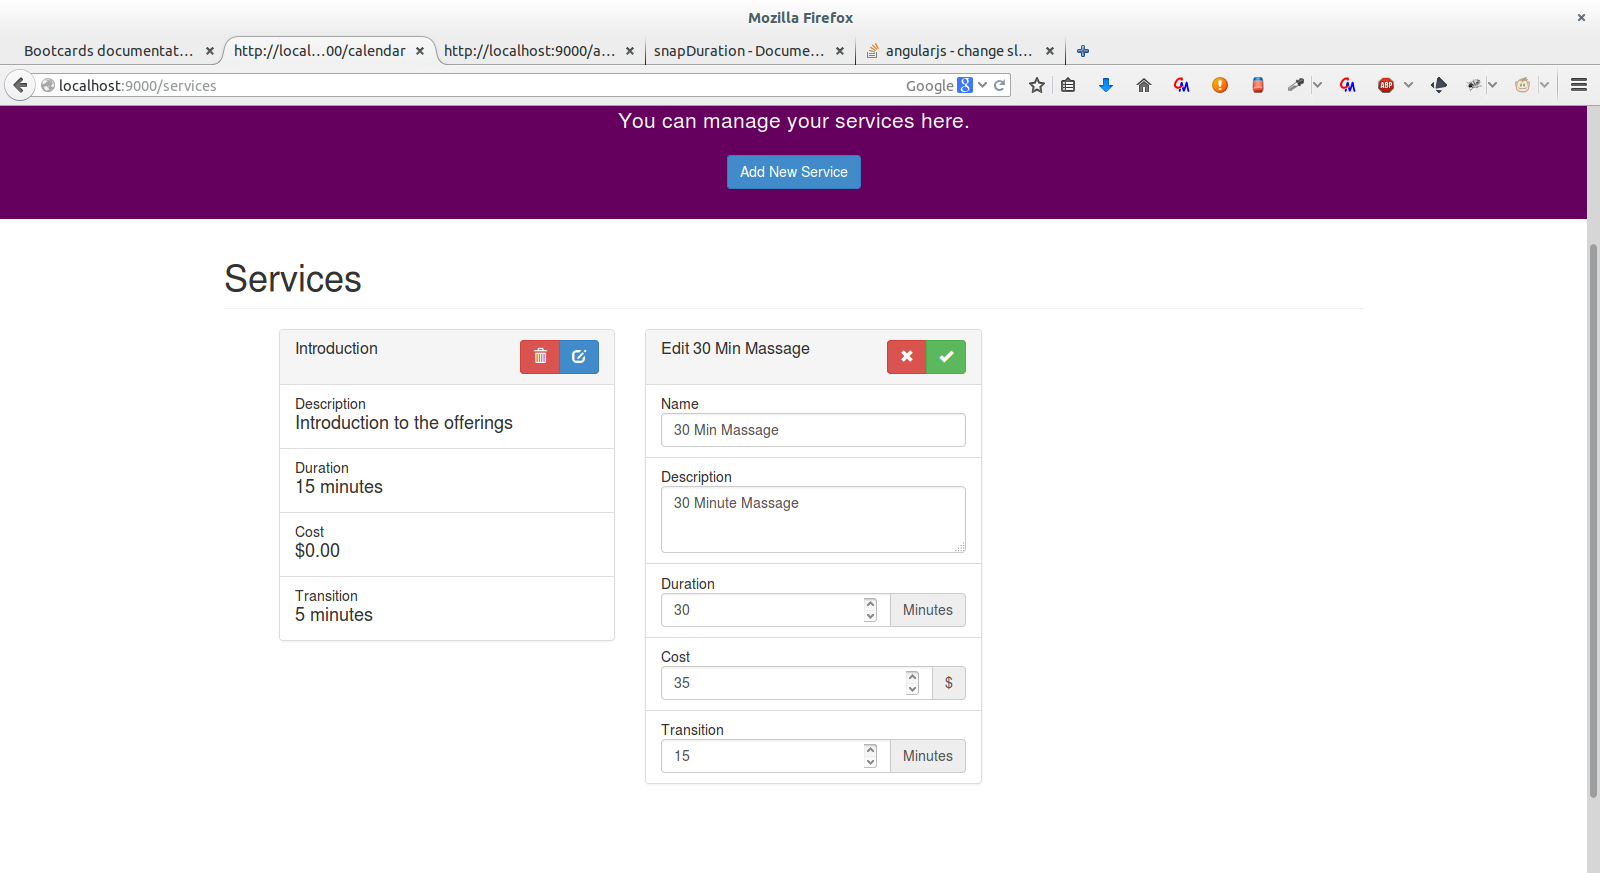 Mozilla Firefox
Bootcards documentat...
http://local...00/calendar
http://localhost:9000/a...
snapDuration - Docume...
angularjs - change sl...
localhost:9000/services
Google
8
ABP
You can manage your services here.
Add New Service
Services
Introduction
Description
Introduction to the offerings
Duration
15 minutes
Cost
$0.00
Transition
5 minutes
Edit 30 Min Massage
Name
30 Min Massage
Description
30 Minute Massage
Duration
30 Minutes
Cost
35 $
Transition
15 Minutes